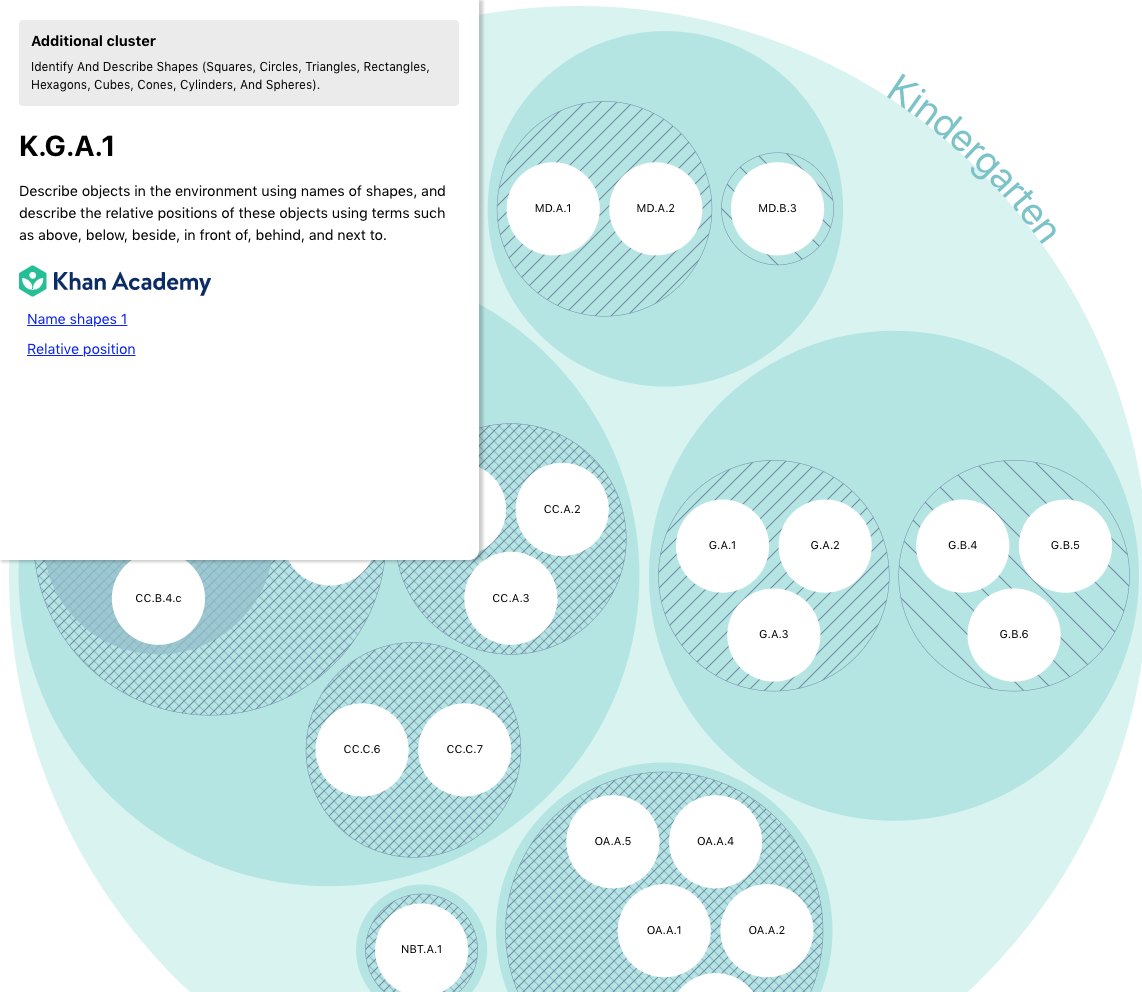 Additional cluster
Identify And Describe Shapes (Squares, Circles, Triangles, Rectangles,
Hexagons, Cubes, Cones, Cylinders, And Spheres).
K.G.A.1
Describe objects in the environment using names of shapes, and
describe the relative positions of these objects using terms such
as above, below, beside, in front of, behind, and next to.
Khan Academy
Name shapes 1
Relative position
Kindergarten
MD.A.1
MD.A.2
MD.B.3
CC.A.2
CC.A.3
CC.B.4.c
G.A.1
G.A.2
G.A.3
G.B.4
G.B.5
G.B.6
CC.C.6
CC.C.7
OA.A.5
OA.A.4
OA.A.1
OA.A.2
NBT.A.1